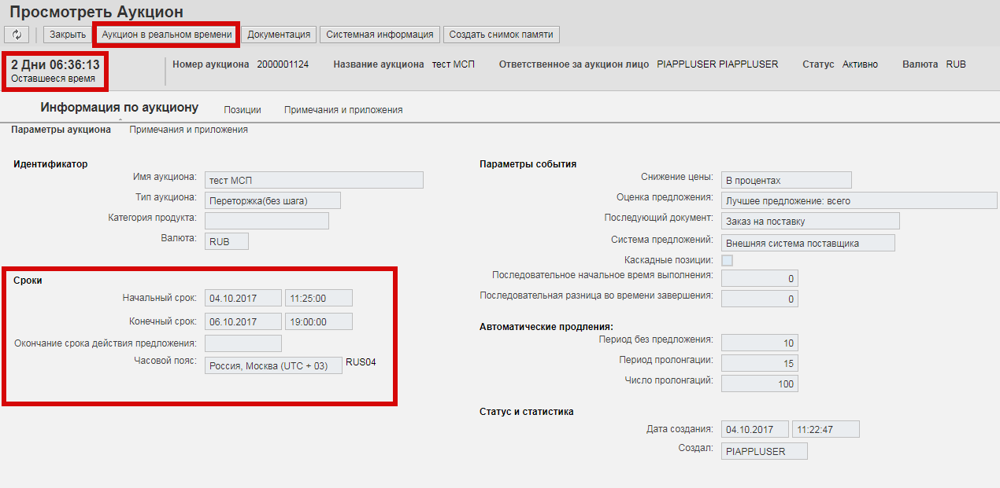 Просмотреть Аукцион
Закрыть Аукцион в реальном времени Документация Системная информация Создать снимок памяти
2 Дни 06:36:13
Оставшееся время
Номер аукциона 2000001124 Название аукциона тест МСП Ответственное за аукцион лицо PIAPPLUSER PIAPPLUSER Статус Активно Валюта RUB
Информация по аукциону Позиции Примечания и приложения
Параметры аукциона Примечания и приложения
Идентификатор
Имя аукциона: тест МСП
Тип аукциона: Переторжка(без шага)
Категория продукта:
Валюта: RUB
Сроки
Начальный срок: 04.10.2017 11:25:00
Конечный срок: 06.10.2017 19:00:00
Окончание срока действия предложения:
Часовой пояс: Россия, Москва (UTC + 03) RUS04
Параметры события
Снижение цены: В процентах
Оценка предложения: Лучшее предложение: всего
Последующий документ: Заказ на поставку
Система предложений: Внешняя система поставщика
Каскадные позиции:
Последовательное начальное время выполнения: 0
Последовательная разница во времени завершения: 0
Автоматические продления:
Период без предложения: 10
Период пролонгации: 15
Число пролонгаций: 100
Статус и статистика
Дата создания: 04.10.2017 11:22:47
Создал: PIAPPLUSER